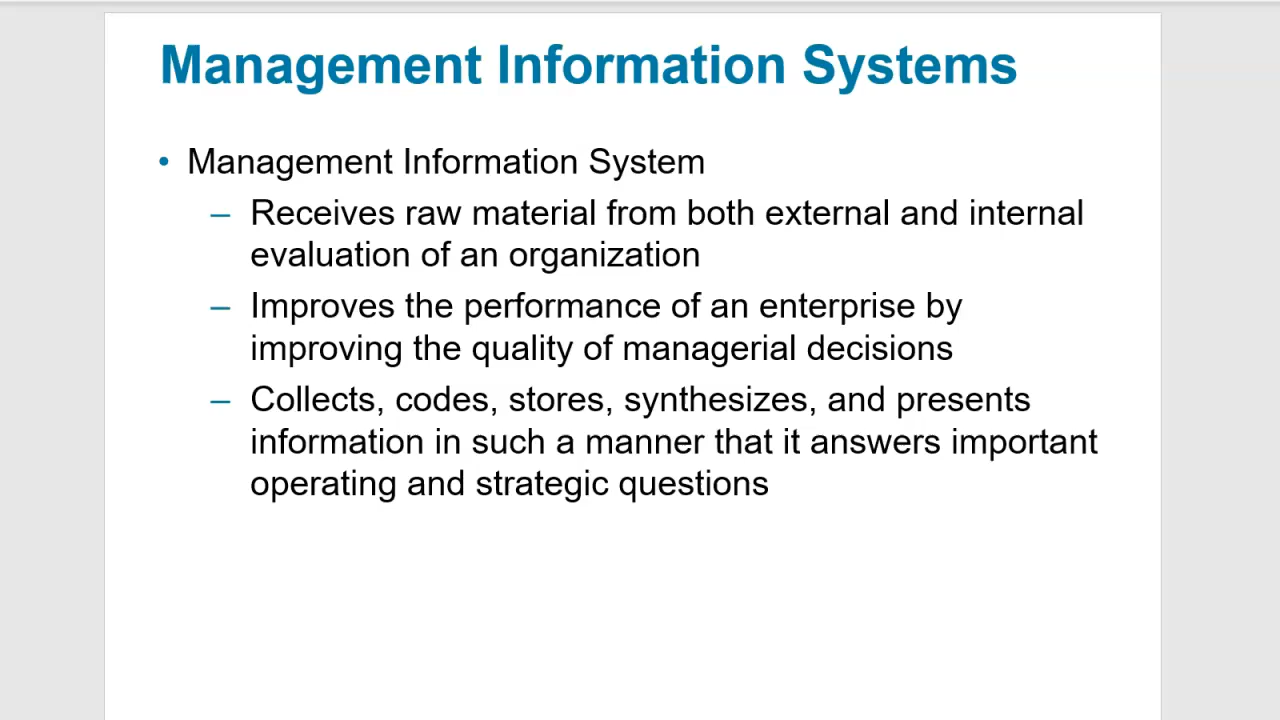 Management Information Systems
• Management Information System
– Receives raw material from both external and internal
evaluation of an organization
– Improves the performance of an enterprise by
improving the quality of managerial decisions
– Collects, codes, stores, synthesizes, and presents
information in such a manner that it answers important
operating and strategic questions